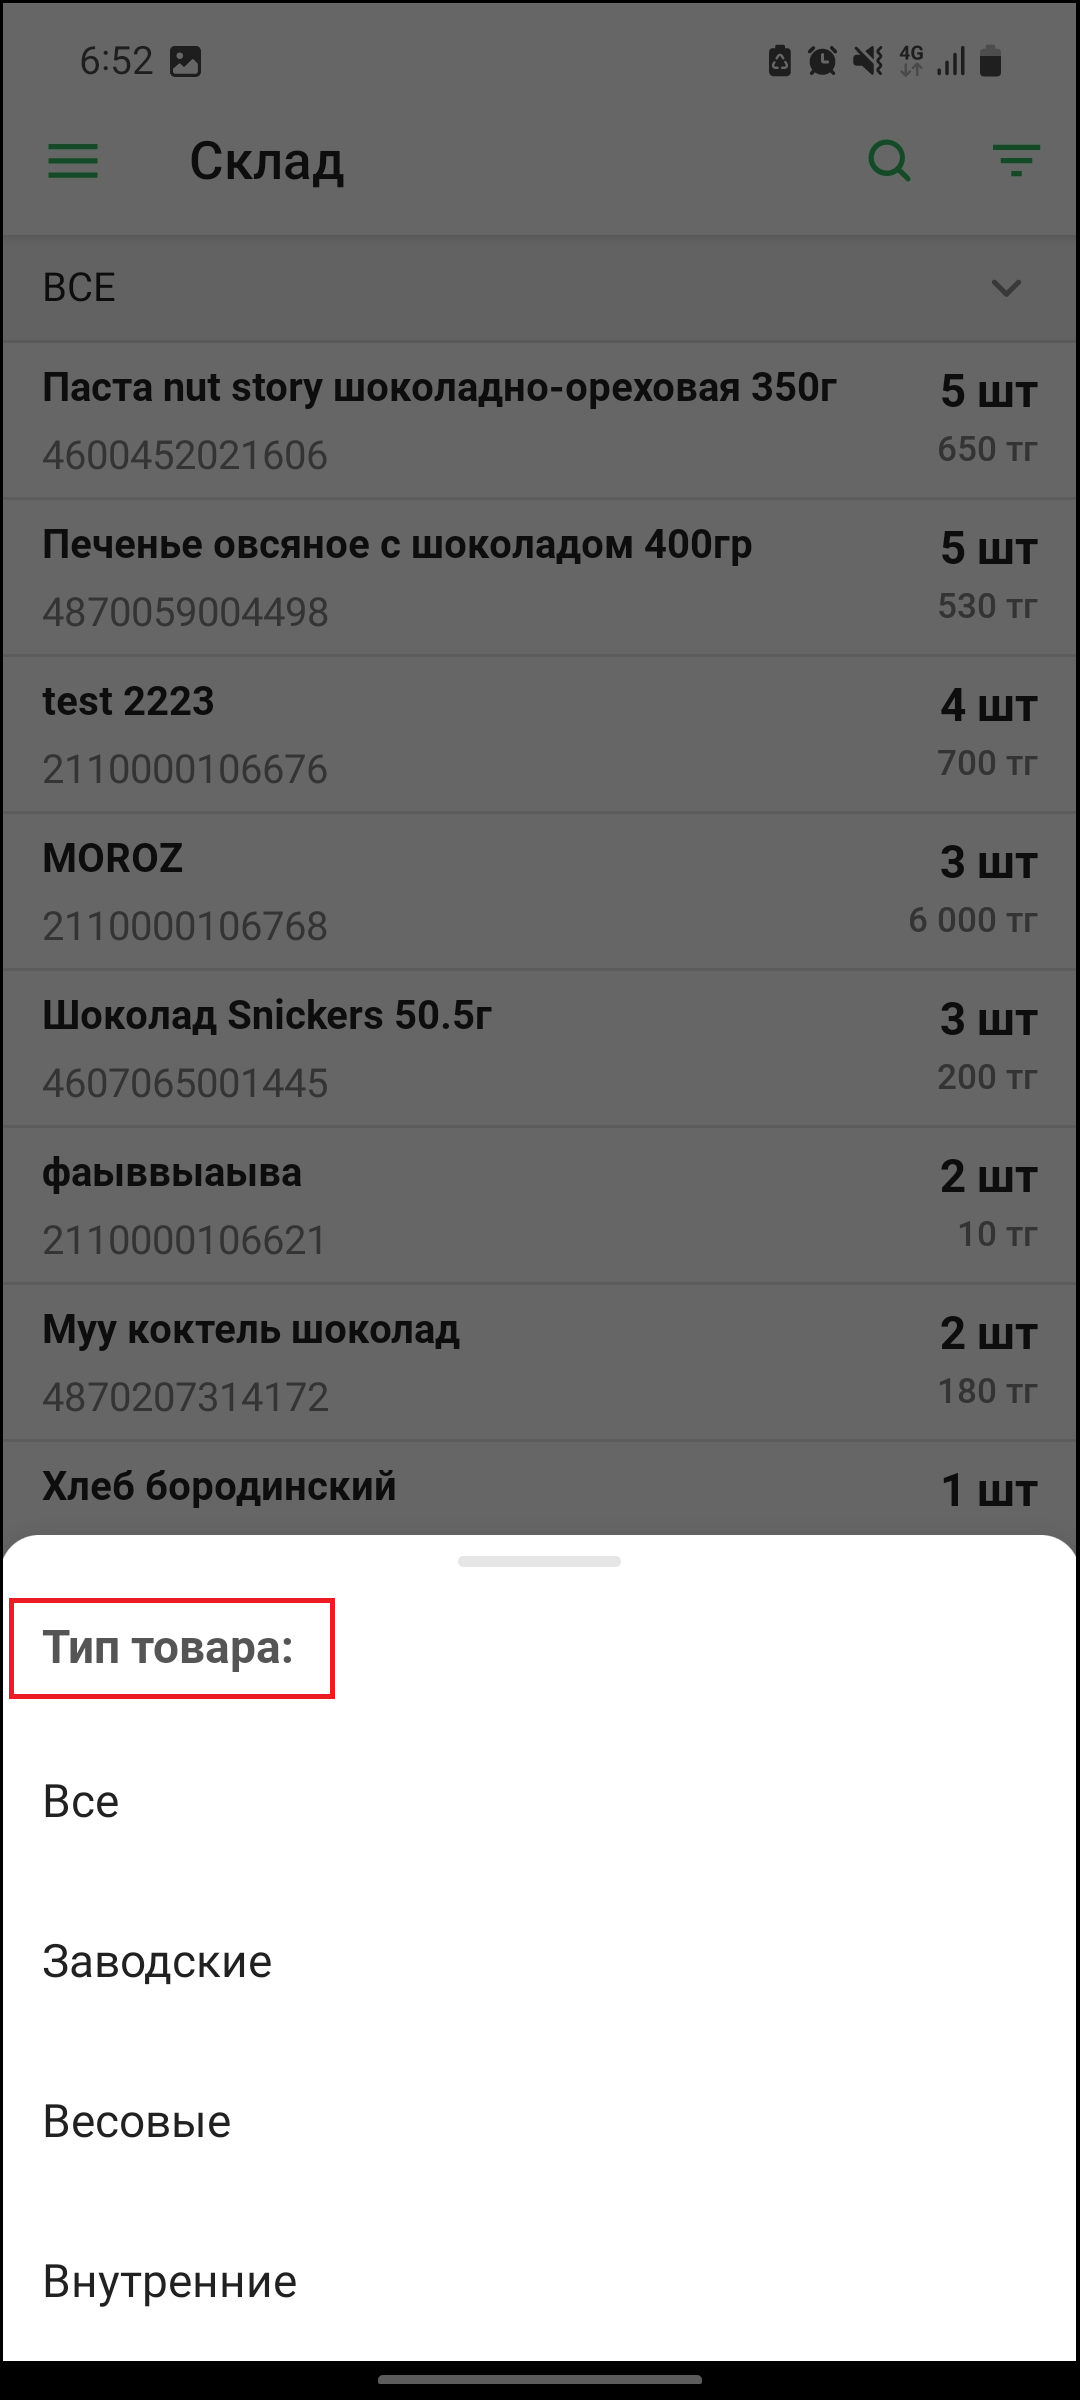 6:52
4G
Склад
ВСЕ
Паста nut story шоколадно-ореховая 350г
5 шт
4600452021606
650 тг
Печенье овсяное с шоколадом 400гр
5 шт
4870059004498
530 тг
test 2223
4 шт
2110000106676
700 тг
MOROZ
3 шт
2110000106768
6 000 тг
Шоколад Snickers 50.5г
3 шт
4607065001445
200 тг
фаыввыаыва
2 шт
2110000106621
10 тг
Муу коктель шоколад
2 шт
4870207314172
180 тг
Хлеб бородинский
1 шт
Тип товара:
Все
Заводские
Весовые
Внутренние